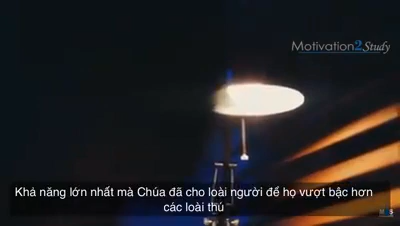 Motivation2Study
Khả năng lớn nhất mà Chúa đã cho loài người để họ vượt bậc hơn
các loài thú